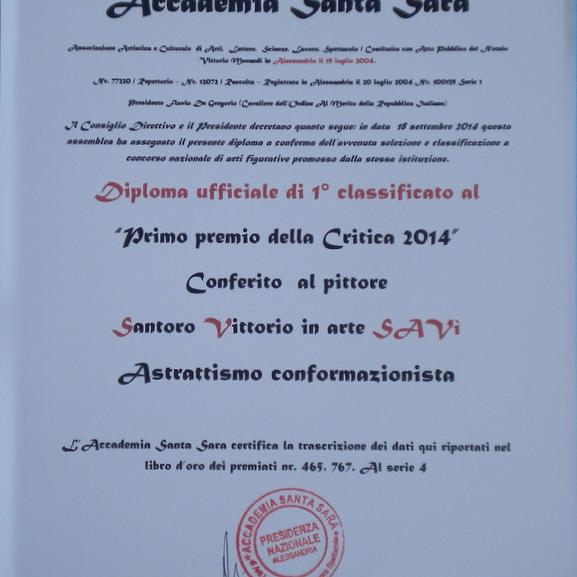 Accademia Santa Sara
Associazione Artistica e Culturale di Arti, Lettere, Scienze, Lavoro, Spettacolo / Costituita con Atto Pubblico del Notaio
Vittorio Morandi in Alessandria il 19 luglio 2004.
Nr. 77230 / Repertorio – Nr. 12072 / Raccolta – Registrato in Alessandria il 20 luglio 2004 Nr. 100135 Serie 1
Presidente Flavio De Gregorio (Cavaliere dell'Ordine Al Merito della Repubblica Italiana)
Il Consiglio Direttivo e il Presidente decretano quanto segue: in data 18 settembre 2014 questa
assemblea ha assegnato il presente diploma a conferma dell'avvenuta selezione e classificazione a
concorso nazionale di arti figurative promosso dalla stessa istituzione.
Diploma ufficiale di 1° classificato al
"Primo premio della Critica 2014"
Conferito al pittore
Santoro Vittorio in arte SAVì
Astrattismo conformazionista
L'Accademia Santa Sara certifica la trascrizione dei dati qui riportati nel
libro d'oro dei premiati nr. 465. 767. Al serie 4
ACCADEMIA SANTA SARA
PRESIDENZA
NAZIONALE
ALESSANDRIA